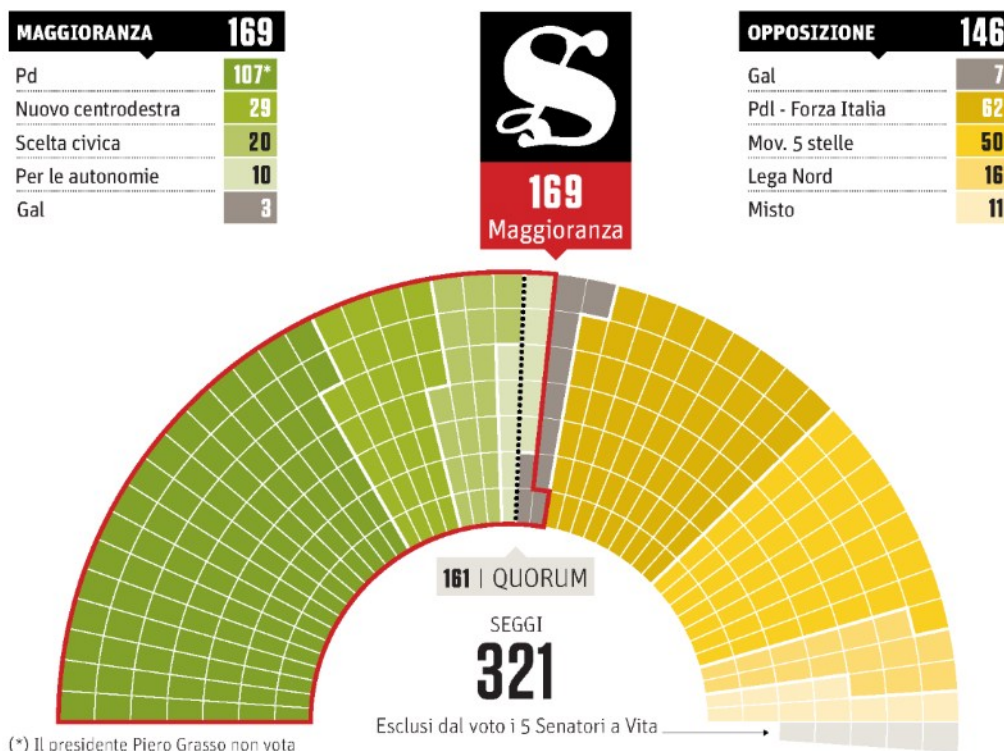 MAGGIORANZA 169
Pd 107*
Nuovo centrodestra 29
Scelta civica 20
Per le autonomie 10
Gal 3
S
169
Maggioranza
OPPOSIZIONE 146
Gal 7
Pdl - Forza Italia 62
Mov. 5 stelle 50
Lega Nord 16
Misto 11
161 | QUORUM
SEGGI
321
Esclusi dal voto i 5 Senatori a Vita
(*) Il presidente Piero Grasso non vota